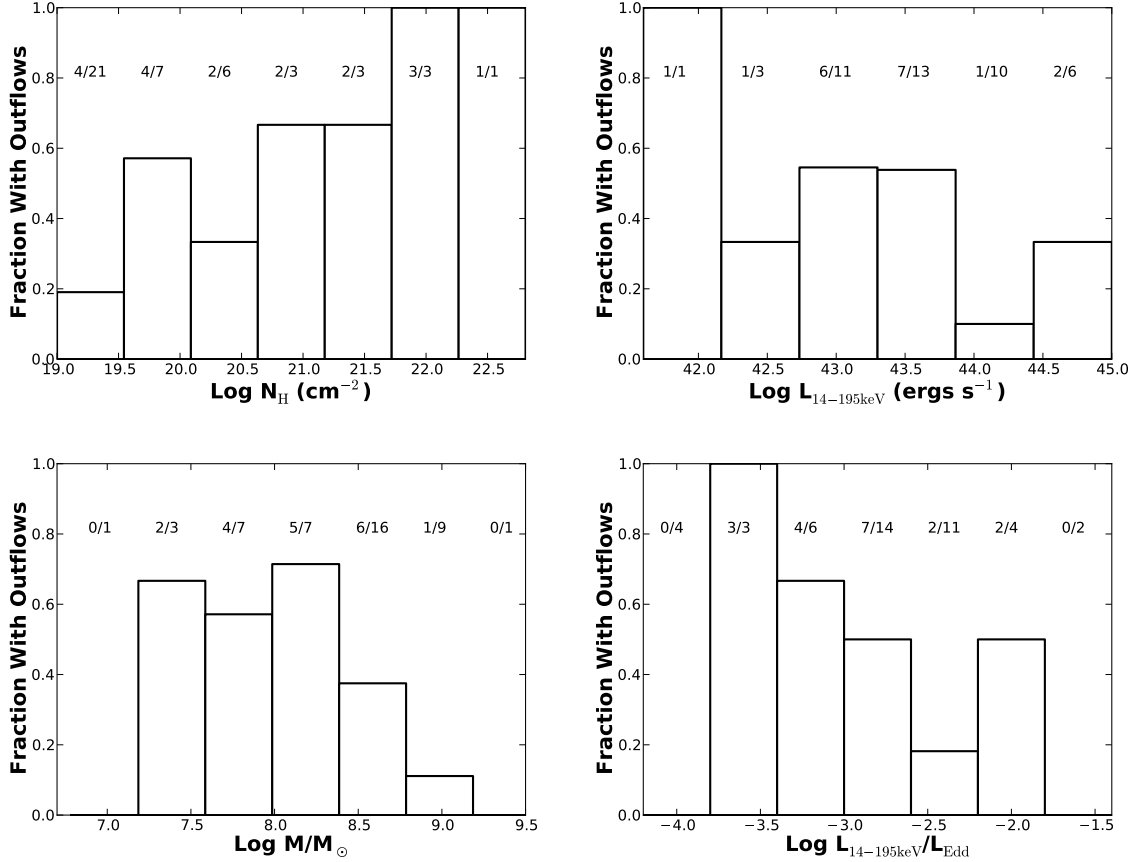 Fraction With Outflows
1.0
0.8
0.6
0.4
0.2
0.0
4/21 4/7 2/6 2/3 2/3 3/3 1/1
19.0 19.5 20.0 20.5 21.0 21.5 22.0 22.5
Log N_H (cm⁻²)
Fraction With Outflows
1.0
0.8
0.6
0.4
0.2
0.0
1/1 1/3 6/11 7/13 1/10 2/6
42.0 42.5 43.0 43.5 44.0 44.5 45.0
Log L_14−195keV (ergs s⁻¹)
Fraction With Outflows
1.0
0.8
0.6
0.4
0.2
0.0
0/1 2/3 4/7 5/7 6/16 1/9 0/1
7.0 7.5 8.0 8.5 9.0 9.5
Log M/M_⊙
Fraction With Outflows
1.0
0.8
0.6
0.4
0.2
0.0
0/4 3/3 4/6 7/14 2/11 2/4 0/2
−4.0 −3.5 −3.0 −2.5 −2.0 −1.5
Log L_14−195keV/L_Edd